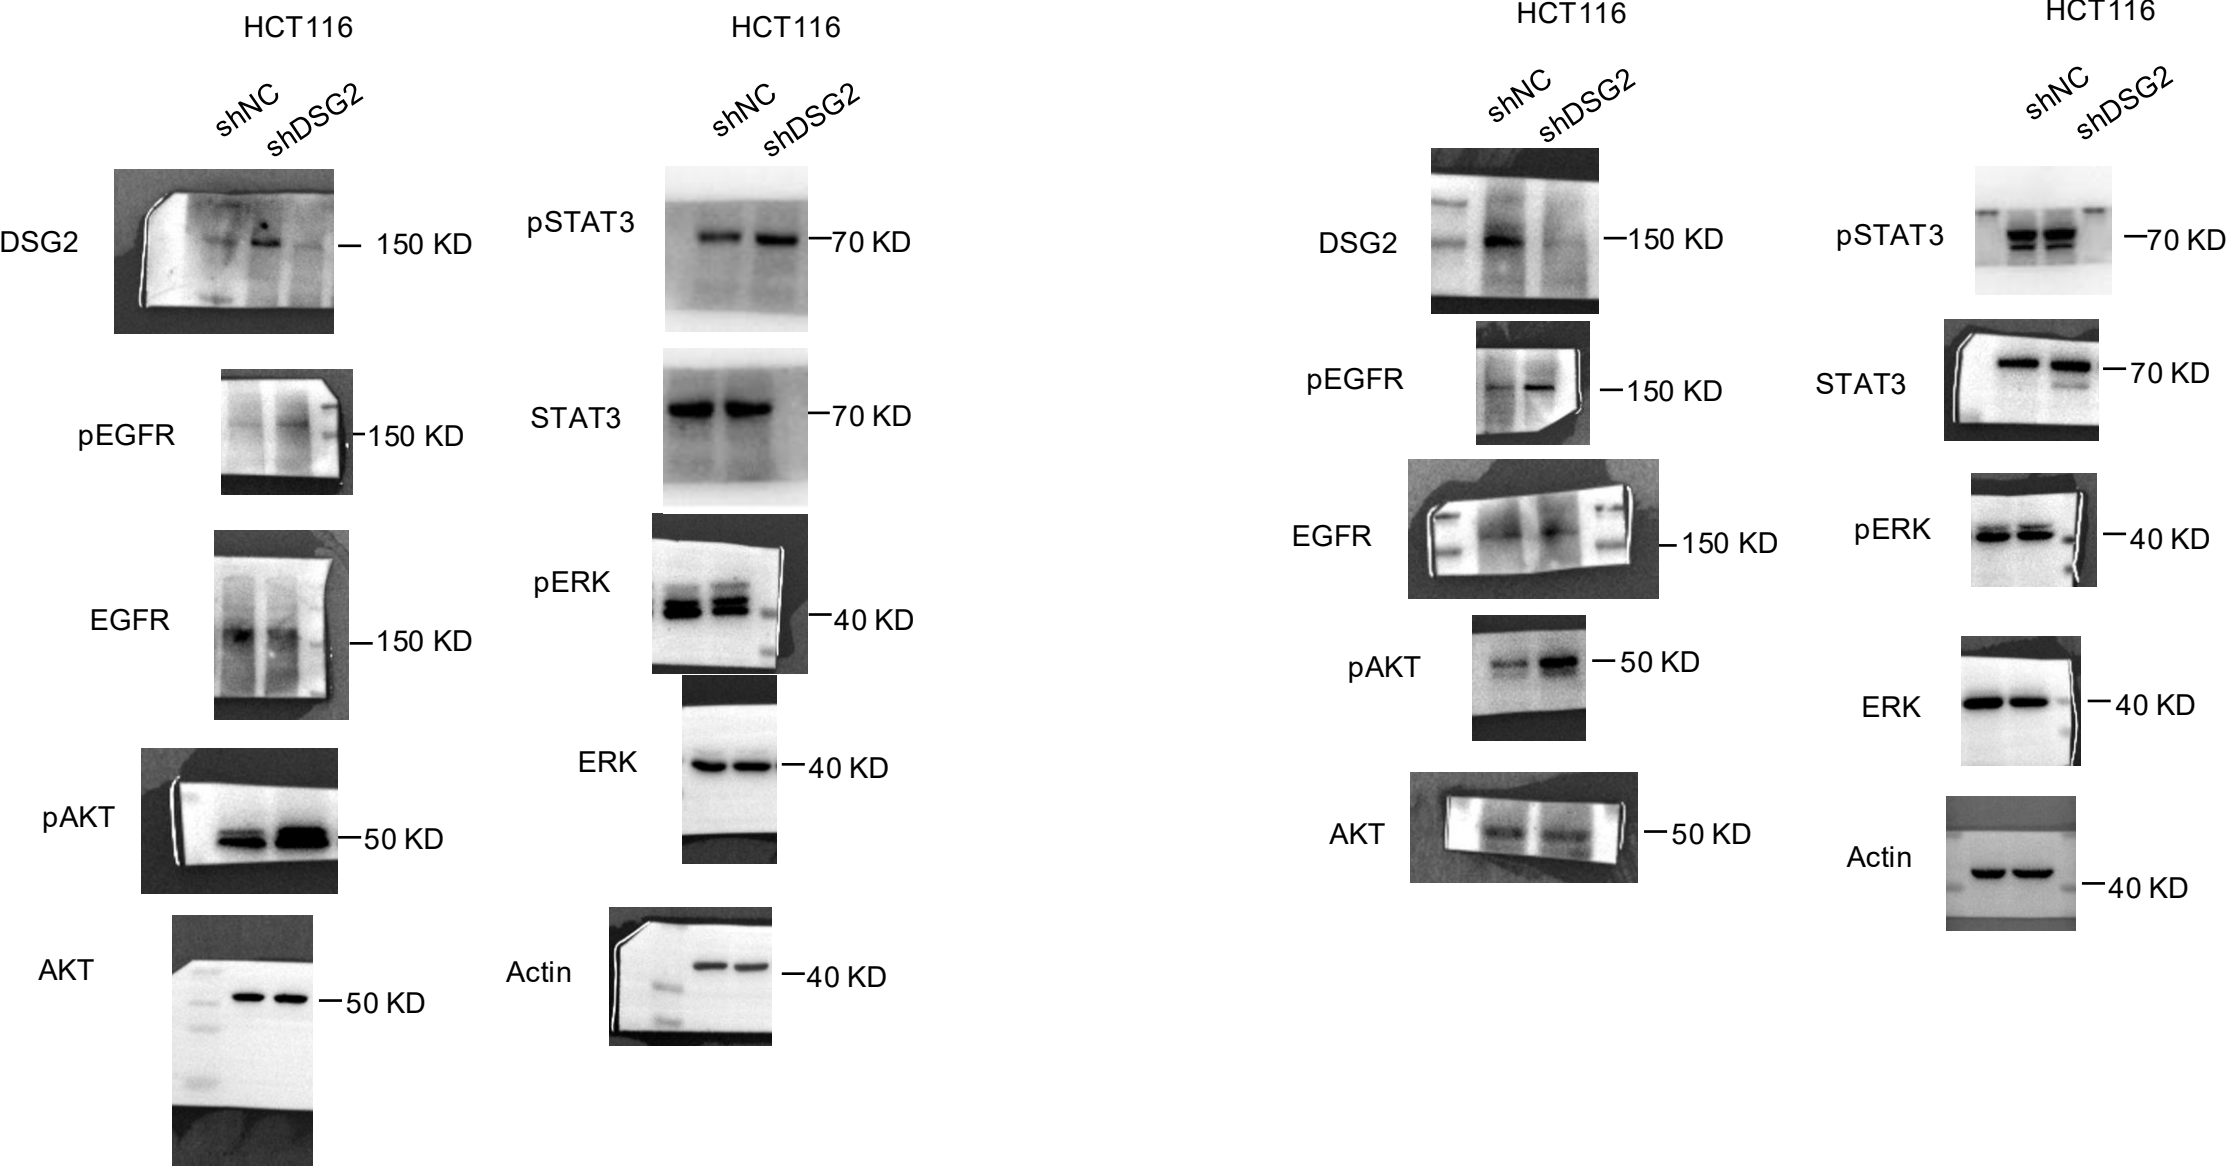 HCT116
shNC
shDSG2
DSG2
150 KD
pEGFR
150 KD
EGFR
150 KD
pAKT
50 KD
AKT
50 KD
HCT116
shNC
shDSG2
pSTAT3
70 KD
STAT3
70 KD
pERK
40 KD
ERK
40 KD
Actin
40 KD
HCT116
shNC
shDSG2
DSG2
150 KD
pEGFR
150 KD
EGFR
150 KD
pAKT
50 KD
AKT
50 KD
HCT116
shNC
shDSG2
pSTAT3
70 KD
STAT3
70 KD
pERK
40 KD
ERK
40 KD
Actin
40 KD